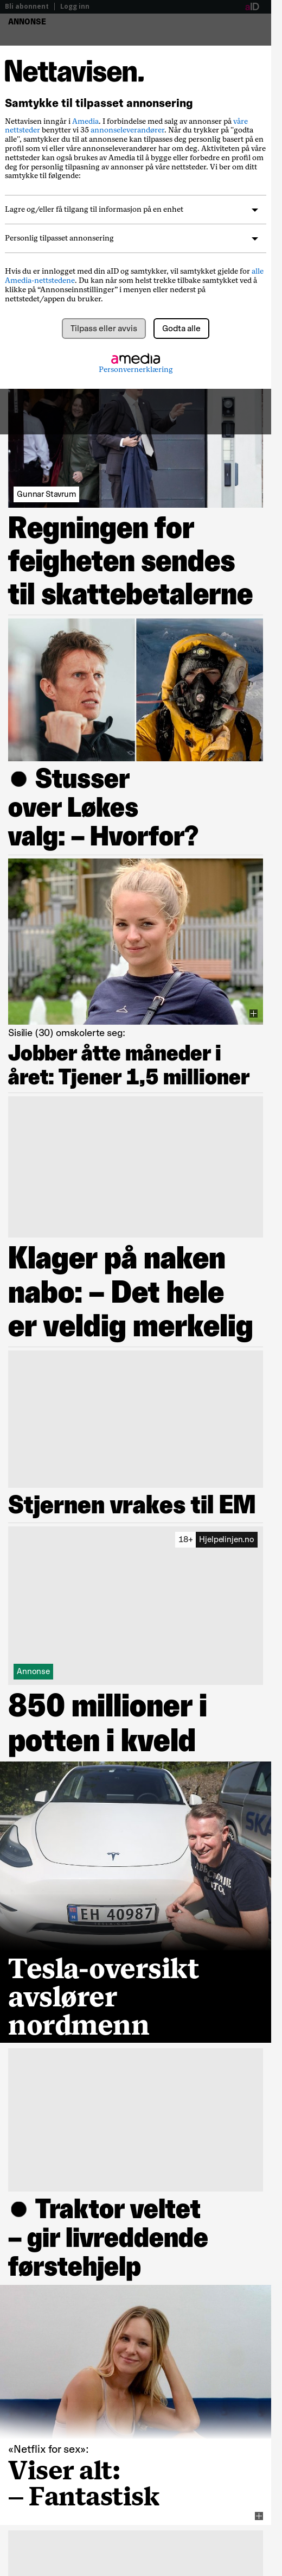 Bli abonnent | Logg inn
aID
ANNONSE
Nettavisen.
Samtykke til tilpasset annonsering
Nettavisen inngår i Amedia. I forbindelse med salg av annonser på våre
nettsteder benytter vi 35 annonseleverandører. Når du trykker på "godta
alle", samtykker du til at annonsene kan tilpasses deg personlig basert på en
profil som vi eller våre annonseleverandører har om deg. Aktiviteten på våre
nettsteder kan også brukes av Amedia til å bygge eller forbedre en profil om
deg for personlig tilpasning av annonser på våre nettsteder. Vi ber om ditt
samtykke til følgende:
Lagre og/eller få tilgang til informasjon på en enhet
Personlig tilpasset annonsering
Hvis du er innlogget med din aID og samtykker, vil samtykket gjelde for alle
Amedia-nettstedene. Du kan når som helst trekke tilbake samtykket ved å
klikke på “Annonseinnstillinger” i menyen eller nederst på
nettstedet/appen du bruker.
Tilpass eller avvis
Godta alle
amedia
Personvernerklæring
Gunnar Stavrum
Regningen for
feigheten sendes
til skattebetalerne
● Stusser
over Løkes
valg: – Hvorfor?
Sisilie (30) omskolerte seg:
Jobber åtte måneder i
året: Tjener 1,5 millioner
Klager på naken
nabo: – Det hele
er veldig merkelig
Stjernen vrakes til EM
18+ Hjelpelinjen.no
Annonse
850 millioner i
potten i kveld
EH 40987
Tesla-oversikt
avslører
nordmenn
● Traktor veltet
– gir livreddende
førstehjelp
«Netflix for sex»:
Viser alt:
– Fantastisk